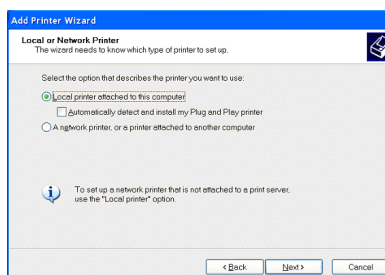 Add Printer Wizard
Local or Network Printer
The wizard needs to know which type of printer to set up.
Select the option that describes the printer you want to use:
Local printer attached to this computer
Automatically detect and install my Plug and Play printer
A network printer, or a printer attached to another computer
To set up a network printer that is not attached to a print server,
use the "Local printer" option.
< Back Next > Cancel